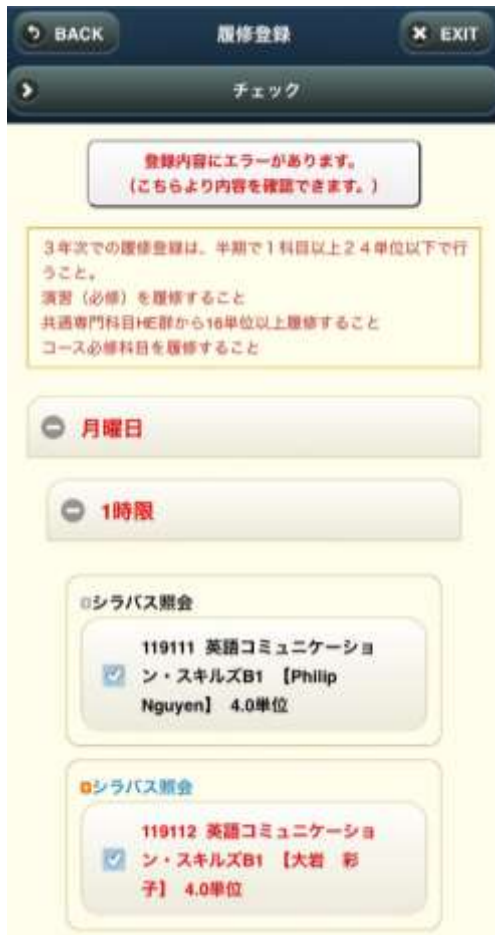 BACK
履修登録
EXIT
チェック
登録内容にエラーがあります。
(こちらより内容を確認できます。)
3年次での履修登録は、半期で1科目以上24単位以下で行
うこと。
演習(必修)を履修すること
共通専門科目HE群から16単位以上履修すること
コース必修科目を履修すること
月曜日
1時限
シラバス照会
119111 英語コミュニケーショ
ン・スキルズB1 【Philip
Nguyen】 4.0単位
シラバス照会
119112 英語コミュニケーショ
ン・スキルズB1 【大岩 彩
子】 4.0単位